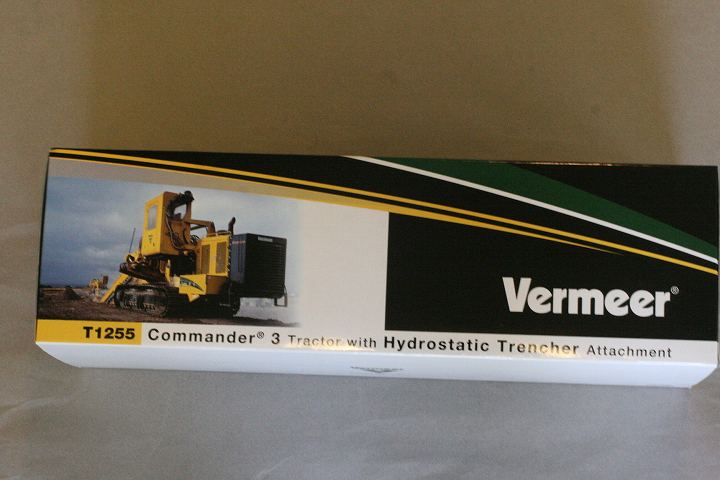 Vermeer®
T1255 Commander® 3 Tractor with Hydrostatic Trencher Attachment